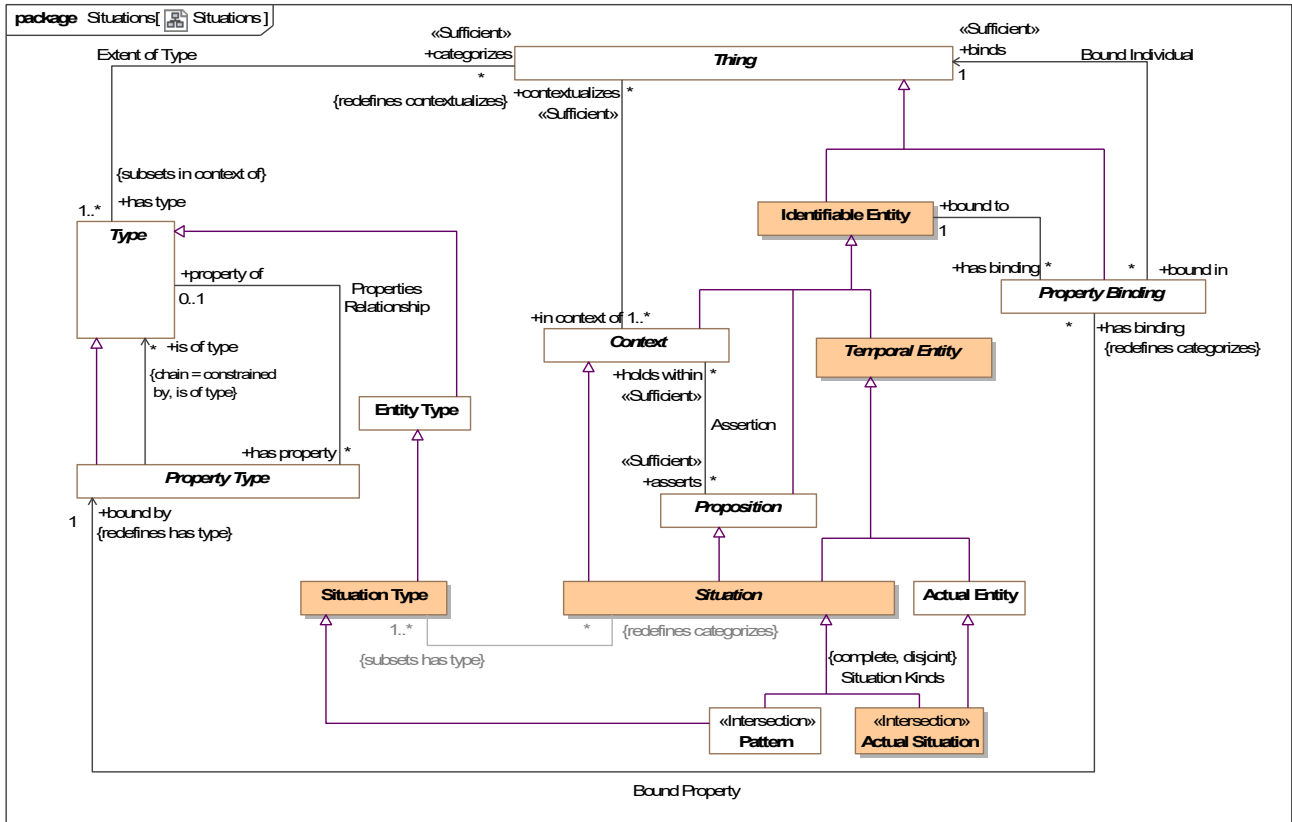 package Situations[ Situations ]
«Sufficient»
+categorizes
Extent of Type
*
{redefines contextualizes}
Thing
«Sufficient»
+binds
1
Bound Individual
+contextualizes *
«Sufficient»
{subsets in context of}
+has type
1..*
Type
Identifiable Entity
+bound to
1
+has binding *
* +bound in
Property Binding
* +has binding
{redefines categorizes}
+property of
0..1
Properties
Relationship
* +is of type
{chain = constrained
by, is of type}
+in context of 1..*
Context
Temporal Entity
+holds within *
«Sufficient»
Assertion
«Sufficient»
+asserts *
Entity Type
+has property *
Property Type
1
+bound by
{redefines has type}
Proposition
Situation Type
Situation
Actual Entity
1..*
*
{redefines categorizes}
{subsets has type}
{complete, disjoint}
Situation Kinds
«Intersection»
Pattern
«Intersection»
Actual Situation
Bound Property